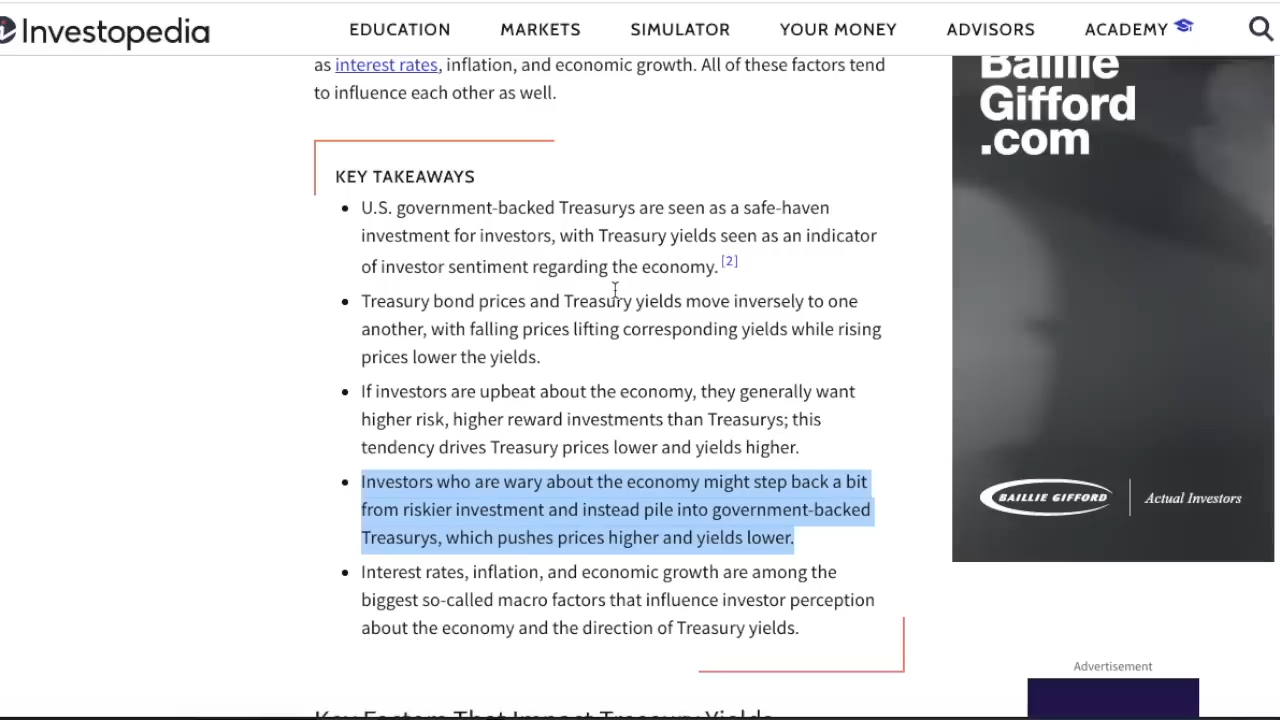 Investopedia
EDUCATION MARKETS SIMULATOR YOUR MONEY ADVISORS ACADEMY
as interest rates, inflation, and economic growth. All of these factors tend
to influence each other as well.
KEY TAKEAWAYS
• U.S. government-backed Treasurys are seen as a safe-haven
investment for investors, with Treasury yields seen as an indicator
of investor sentiment regarding the economy. [2]
• Treasury bond prices and Treasury yields move inversely to one
another, with falling prices lifting corresponding yields while rising
prices lower the yields.
• If investors are upbeat about the economy, they generally want
higher risk, higher reward investments than Treasurys; this
tendency drives Treasury prices lower and yields higher.
• Investors who are wary about the economy might step back a bit
from riskier investment and instead pile into government-backed
Treasurys, which pushes prices higher and yields lower.
• Interest rates, inflation, and economic growth are among the
biggest so-called macro factors that influence investor perception
about the economy and the direction of Treasury yields.
Key Factors That Impact Treasury Yields
Baillie
Gifford
.com
BAILLIE GIFFORD
Actual Investors
Advertisement